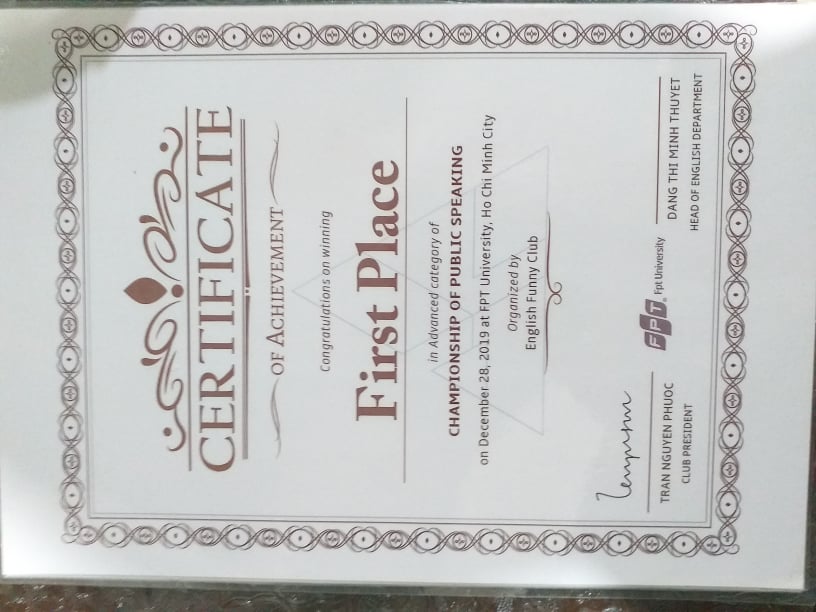 CERTIFICATE
OF ACHIEVEMENT
Congratulations on winning
First Place
in Advanced category of
CHAMPIONSHIP OF PUBLIC SPEAKING
on December 28, 2019 at FPT University, Ho Chi Minh City
Organized by
English Funny Club
FPT Fpt University
TRAN NGUYEN PHUOC
CLUB PRESIDENT
DANG THI MINH THUYET
HEAD OF ENGLISH DEPARTMENT